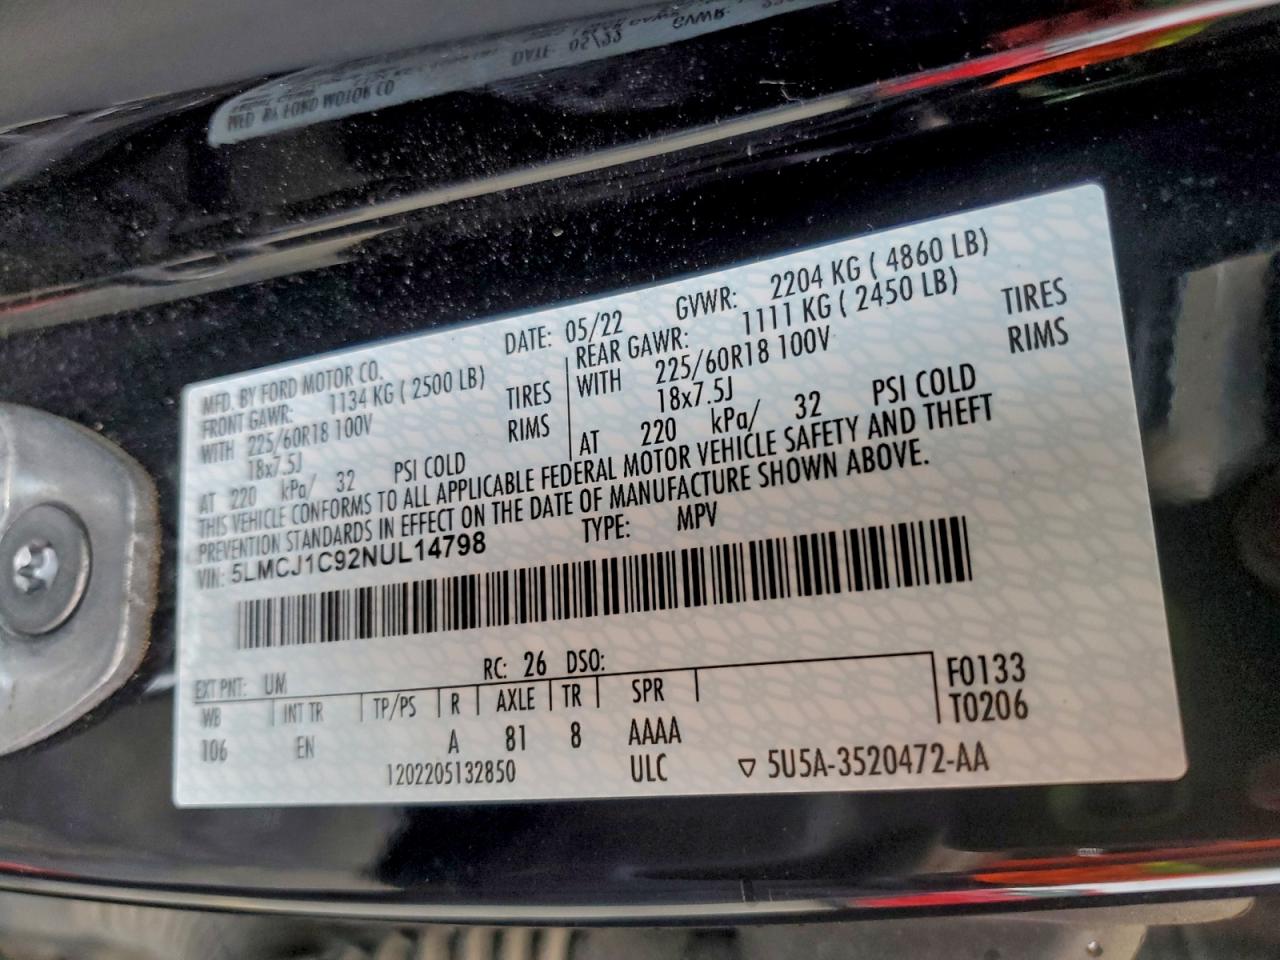 MFD. BY FORD MOTOR CO.
DATE: 05/22
GVWR: 2204 KG ( 4860 LB)
FRONT GAWR: 1134 KG ( 2500 LB)
REAR GAWR: 1111 KG ( 2450 LB)
WITH 225/60R18 100V TIRES
WITH 225/60R18 100V TIRES
18x7.5J RIMS
18x7.5J RIMS
AT 220 kPa/ 32 PSI COLD
AT 220 kPa/ 32 PSI COLD
THIS VEHICLE CONFORMS TO ALL APPLICABLE FEDERAL MOTOR VEHICLE SAFETY AND THEFT
PREVENTION STANDARDS IN EFFECT ON THE DATE OF MANUFACTURE SHOWN ABOVE.
VIN: 5LMCJ1C92NUL14798
TYPE: MPV
EXT PNT: UM RC: 26 DSO:
WB INT TR TP/PS R AXLE TR SPR
106 EN A 81 8 AAAA
F0133
T0206
1202205132850 ULC ▽ 5U5A-3520472-AA